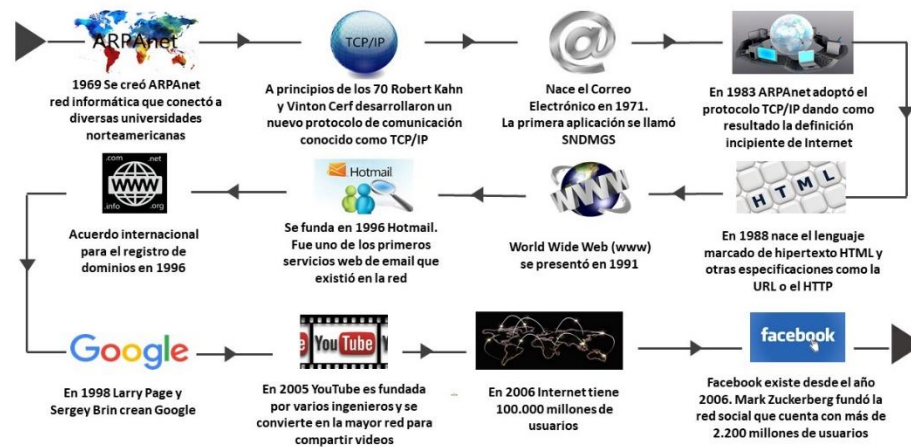 ARPAnet
1969 Se creó ARPAnet
red informática que conectó a
diversas universidades
norteamericanas
TCP/IP
A principios de los 70 Robert Kahn
y Vinton Cerf desarrollaron un
nuevo protocolo de comunicación
conocido como TCP/IP
@
Nace el Correo
Electrónico en 1971.
La primera aplicación se llamó
SNDMGS
En 1983 ARPAnet adoptó el
protocolo TCP/IP dando como
resultado la definición
incipiente de Internet
HTML
En 1988 nace el lenguaje
marcado de hipertexto HTML y
otras especificaciones como la
URL o el HTTP
WWW
World Wide Web (www)
se presentó en 1991
Hotmail
Se funda en 1996 Hotmail.
Fue uno de los primeros
servicios web de email que
existió en la red
.com .net
WWW
.info .org
Acuerdo internacional
para el registro de
dominios en 1996
Google
En 1998 Larry Page y
Sergey Brin crean Google
YouTube
En 2005 YouTube es fundada
por varios ingenieros y se
convierte en la mayor red para
compartir videos
En 2006 Internet tiene
100.000 millones de
usuarios
facebook
Facebook existe desde el año
2006. Mark Zuckerberg fundó la
red social que cuenta con más de
2.200 millones de usuarios